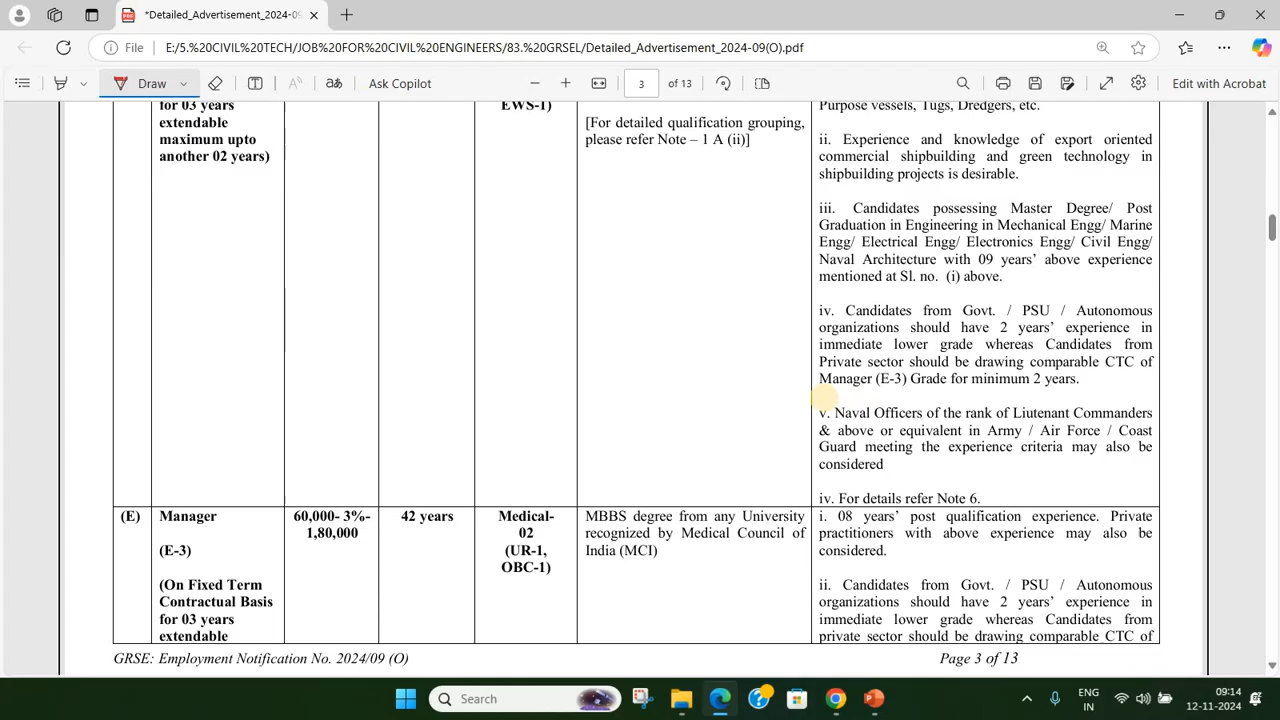 *Detailed_Advertisement_2024-09
File
E:/5.%20CIVIL%20TECH/JOB%20FOR%20CIVIL%20ENGINEERS/83.%20GRSEL/Detailed_Advertisement_2024-09(O).pdf
Draw
aあ
Ask Copilot
3
of 13
Edit with Acrobat
for 03 years
extendable
maximum upto
another 02 years)
EWS-1)
[For detailed qualification grouping,
please refer Note – 1 A (ii)]
Purpose vessels, Tugs, Dredgers, etc.
ii. Experience and knowledge of export oriented
commercial shipbuilding and green technology in
shipbuilding projects is desirable.
iii. Candidates possessing Master Degree/ Post
Graduation in Engineering in Mechanical Engg/ Marine
Engg/ Electrical Engg/ Electronics Engg/ Civil Engg/
Naval Architecture with 09 years’ above experience
mentioned at Sl. no. (i) above.
iv. Candidates from Govt. / PSU / Autonomous
organizations should have 2 years’ experience in
immediate lower grade whereas Candidates from
Private sector should be drawing comparable CTC of
Manager (E-3) Grade for minimum 2 years.
v. Naval Officers of the rank of Liutenant Commanders
& above or equivalent in Army / Air Force / Coast
Guard meeting the experience criteria may also be
considered
iv. For details refer Note 6.
(E)
Manager
(E-3)
(On Fixed Term
Contractual Basis
for 03 years
extendable
60,000- 3%-
1,80,000
42 years
Medical-
02
(UR-1,
OBC-1)
MBBS degree from any University
recognized by Medical Council of
India (MCI)
i. 08 years’ post qualification experience. Private
practitioners with above experience may also be
considered.
ii. Candidates from Govt. / PSU / Autonomous
organizations should have 2 years’ experience in
immediate lower grade whereas Candidates from
private sector should be drawing comparable CTC of
GRSE: Employment Notification No. 2024/09 (O)
Page 3 of 13
Search
ENG
IN
09:14
12-11-2024